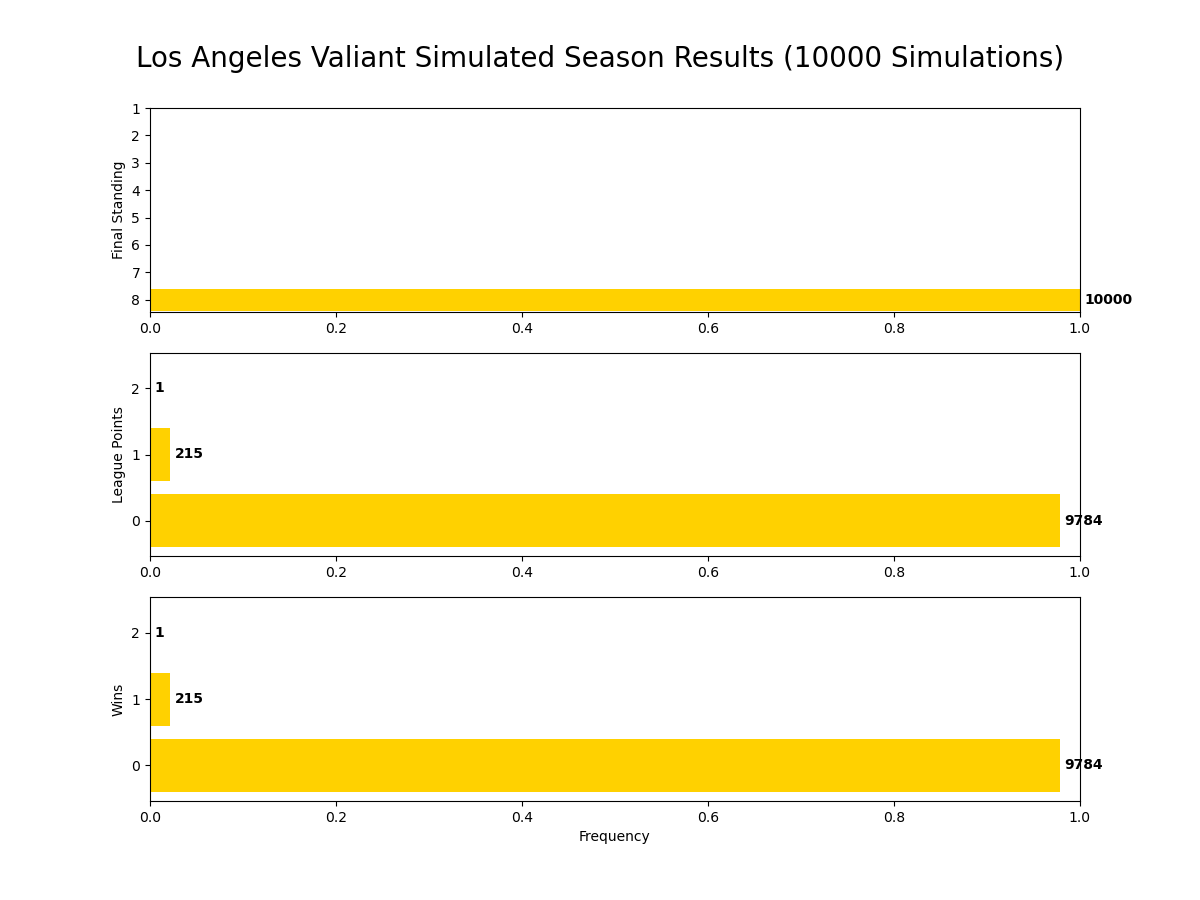 Los Angeles Valiant Simulated Season Results (10000 Simulations)
Final Standing
1
2
3
4
5
6
7
8
10000
0.0 0.2 0.4 0.6 0.8 1.0
League Points
2 1
1 215
0 9784
0.0 0.2 0.4 0.6 0.8 1.0
Wins
2 1
1 215
0 9784
0.0 0.2 0.4 0.6 0.8 1.0
Frequency